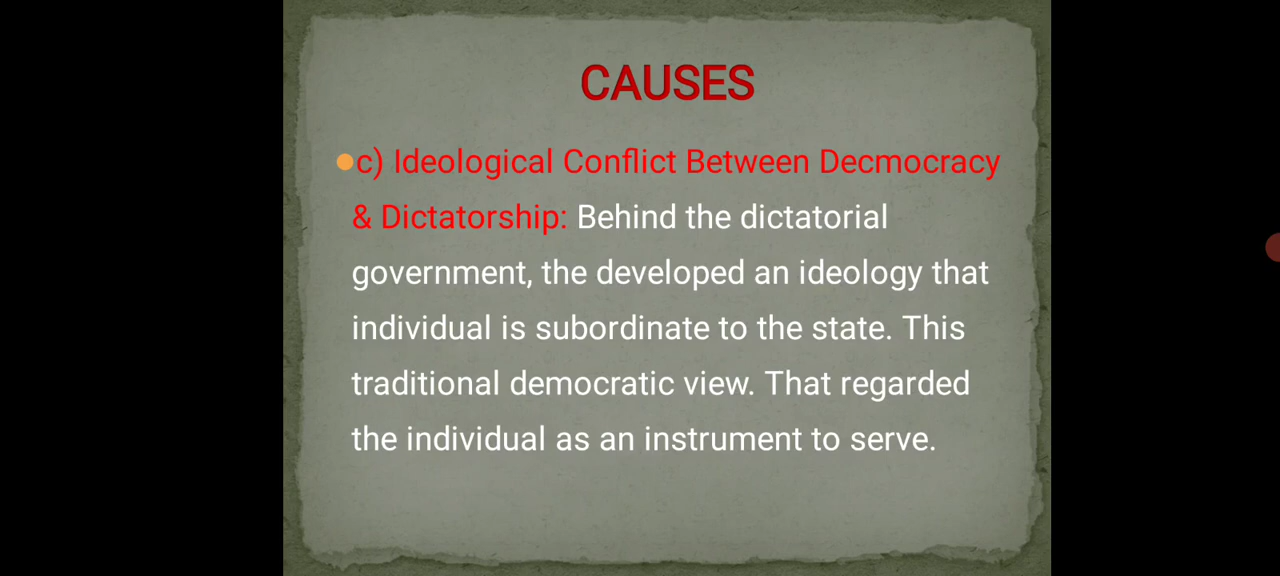 CAUSES
c) Ideological Conflict Between Decmocracy
& Dictatorship: Behind the dictatorial
government, the developed an ideology that
individual is subordinate to the state. This
traditional democratic view. That regarded
the individual as an instrument to serve.